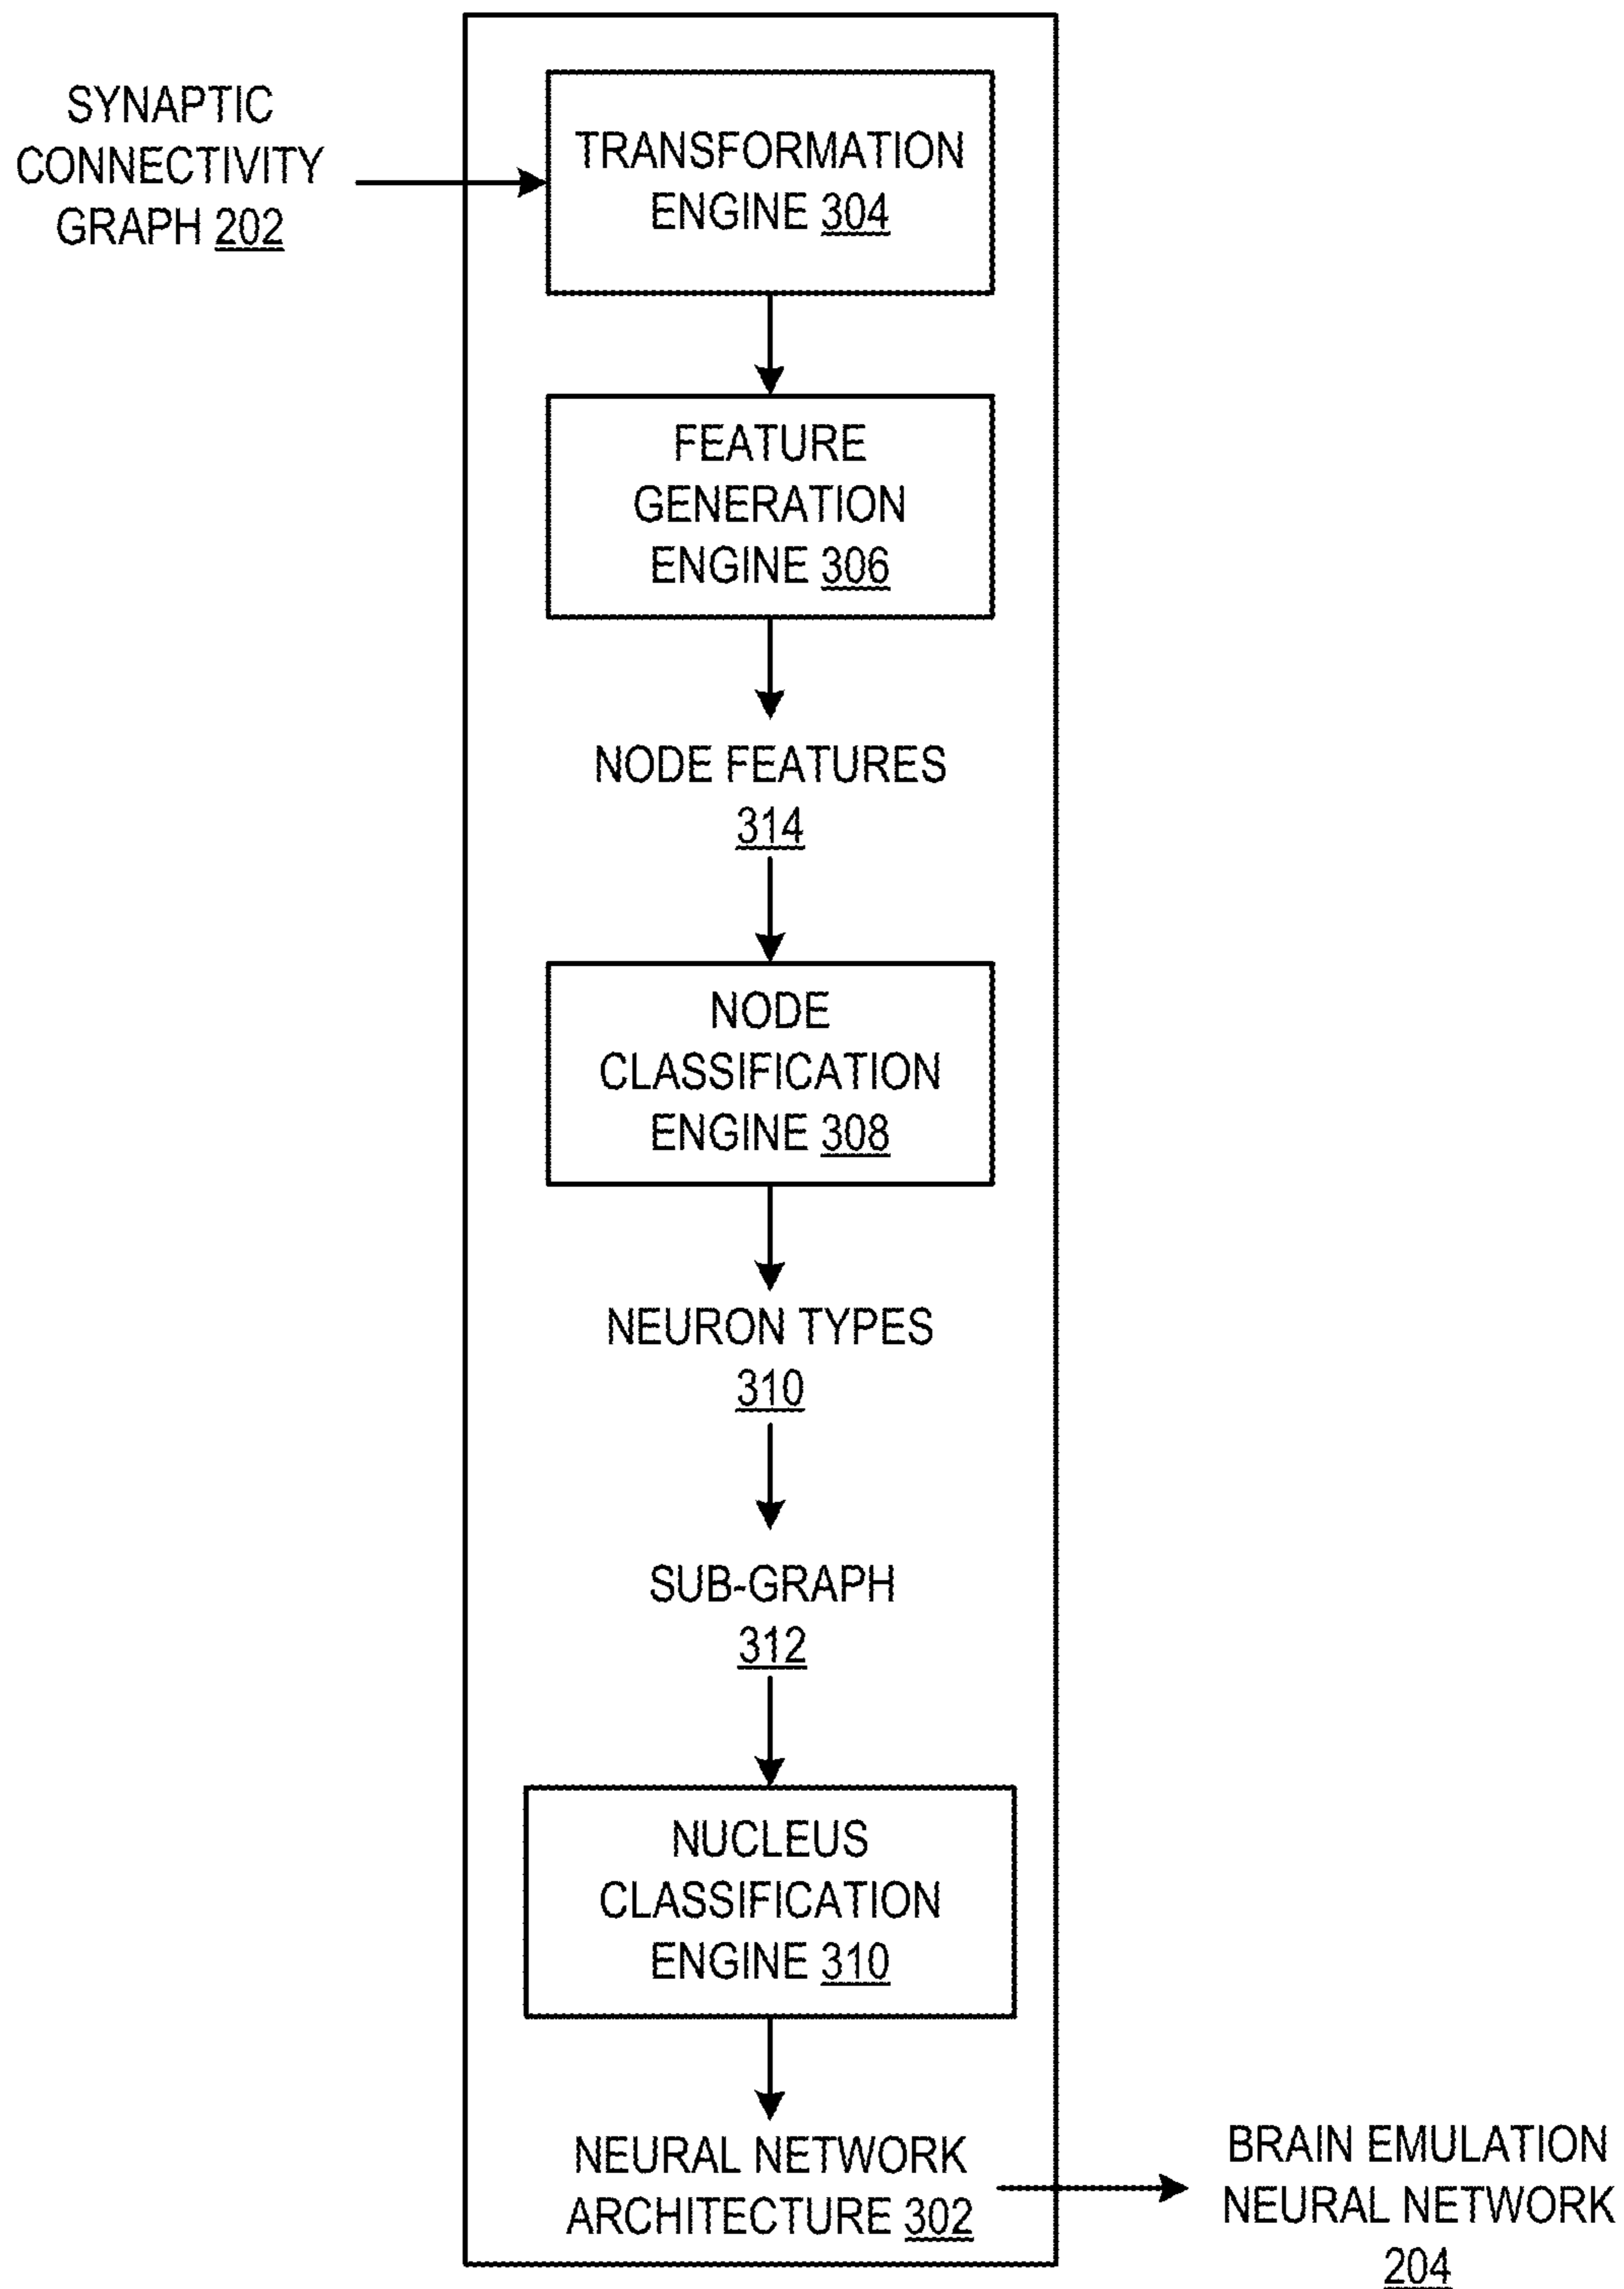 SYNAPTIC
CONNECTIVITY
GRAPH 202
TRANSFORMATION
ENGINE 304
FEATURE
GENERATION
ENGINE 306
NODE FEATURES
314
NODE
CLASSIFICATION
ENGINE 308
NEURON TYPES
310
SUB-GRAPH
312
NUCLEUS
CLASSIFICATION
ENGINE 310
NEURAL NETWORK
ARCHITECTURE 302
BRAIN EMULATION
NEURAL NETWORK
204